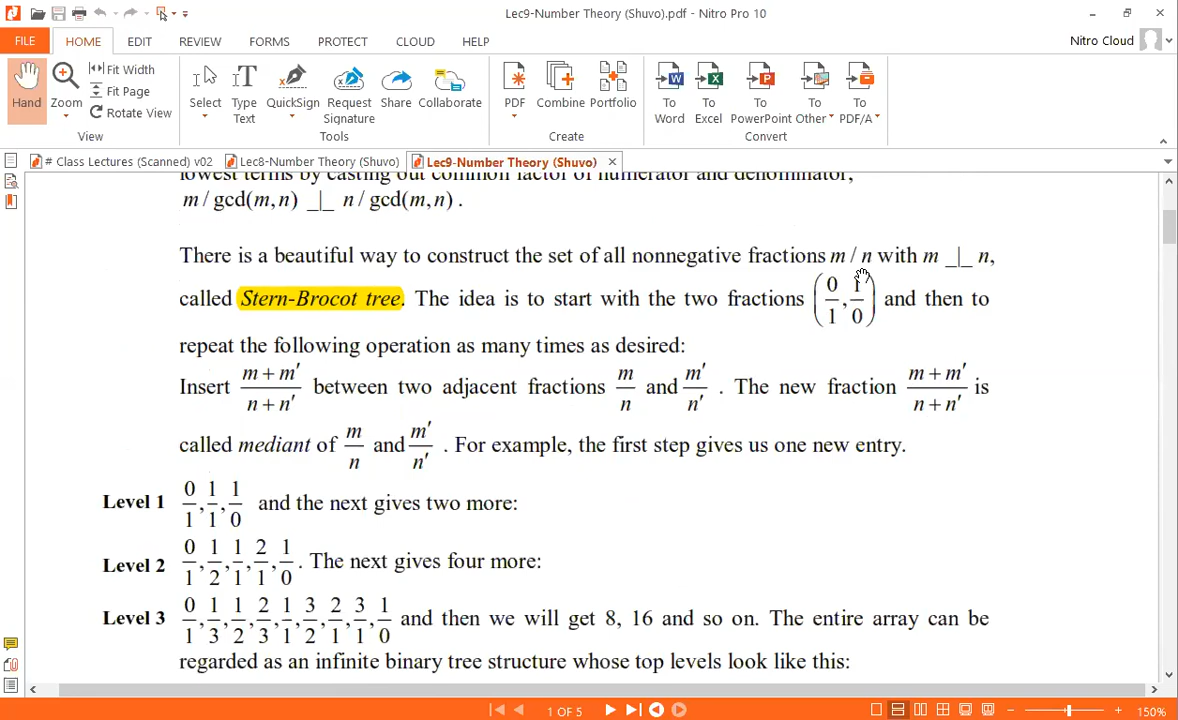 Lec9-Number Theory (Shuvo).pdf - Nitro Pro 10
FILE HOME EDIT REVIEW FORMS PROTECT CLOUD HELP Nitro Cloud
Hand Zoom Fit Width Fit Page Rotate View Select Type Text QuickSign Request Signature Share Collaborate PDF Combine Portfolio To Word To Excel To PowerPoint To Other To PDF/A
View Tools Create Convert
# Class Lectures (Scanned) v02 Lec8-Number Theory (Shuvo) Lec9-Number Theory (Shuvo)
lowest terms by casting out common factor of numerator and denominator,
m / gcd(m, n) _|_ n / gcd(m, n) .
There is a beautiful way to construct the set of all nonnegative fractions m / n with m _|_ n,
called Stern-Brocot tree. The idea is to start with the two fractions (0/1, 1/0) and then to
repeat the following operation as many times as desired:
Insert (m + m′)/(n + n′) between two adjacent fractions m/n and m′/n′ . The new fraction (m + m′)/(n + n′) is
called mediant of m/n and m′/n′ . For example, the first step gives us one new entry.
Level 1 0/1, 1/1, 1/0 and the next gives two more:
Level 2 0/1, 1/2, 1/1, 2/1, 1/0 . The next gives four more:
Level 3 0/1, 1/3, 1/2, 2/3, 1/1, 3/2, 2/1, 3/1, 1/0 and then we will get 8, 16 and so on. The entire array can be
regarded as an infinite binary tree structure whose top levels look like this:
1 OF 5 150%